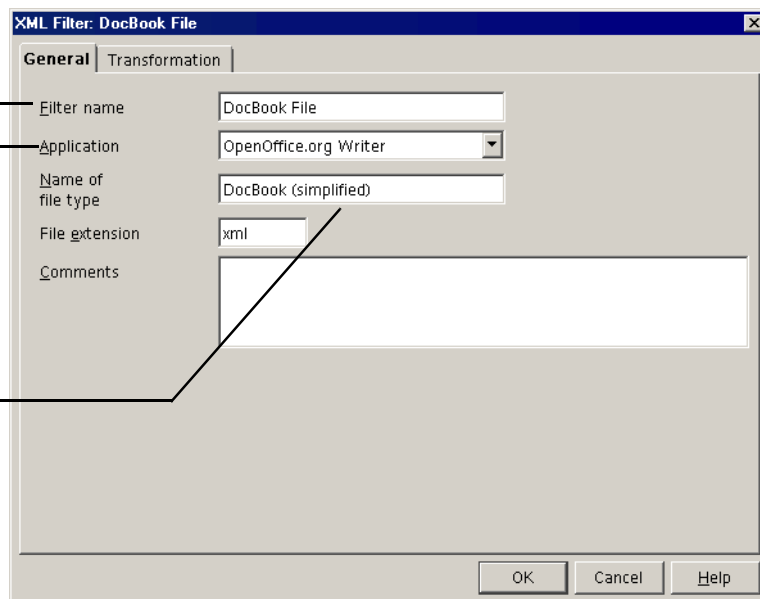 XML Filter: DocBook File
General Transformation
Filter name DocBook File
Application OpenOffice.org Writer
Name of
file type DocBook (simplified)
File extension xml
Comments
OK Cancel Help